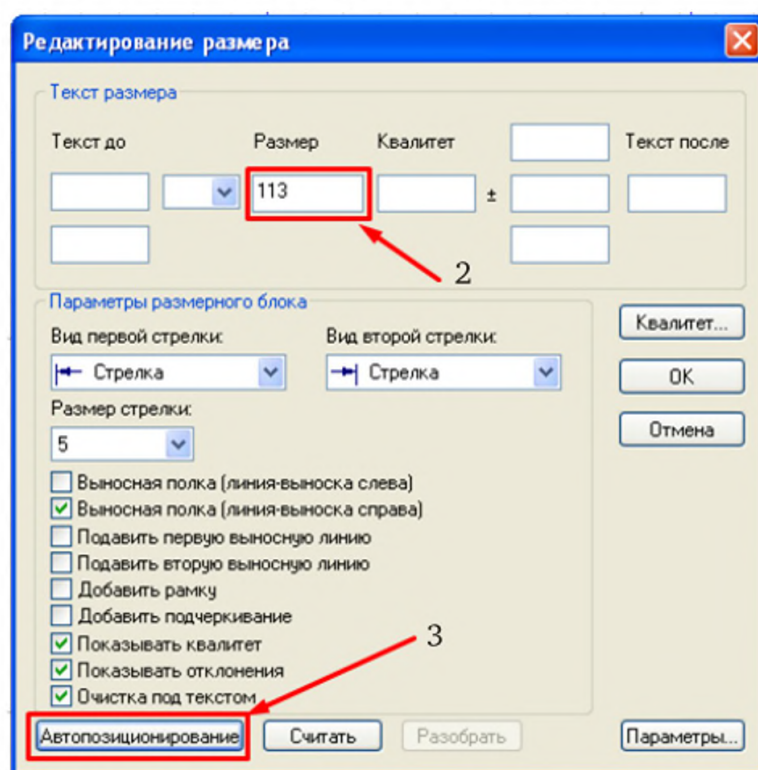 Редактирование размера
Текст размера
Текст до Размер Квалитет Текст после
113 ±
2
Параметры размерного блока
Вид первой стрелки: Вид второй стрелки:
Стрелка Стрелка
Размер стрелки:
5
Выносная полка (линия-выноска слева)
Выносная полка (линия-выноска справа)
Подавить первую выносную линию
Подавить вторую выносную линию
Добавить рамку
Добавить подчеркивание
Показывать квалитет
Показывать отклонения
Очистка под текстом
3
Квалитет...
OK
Отмена
Автопозиционирование Считать Разобрать Параметры...